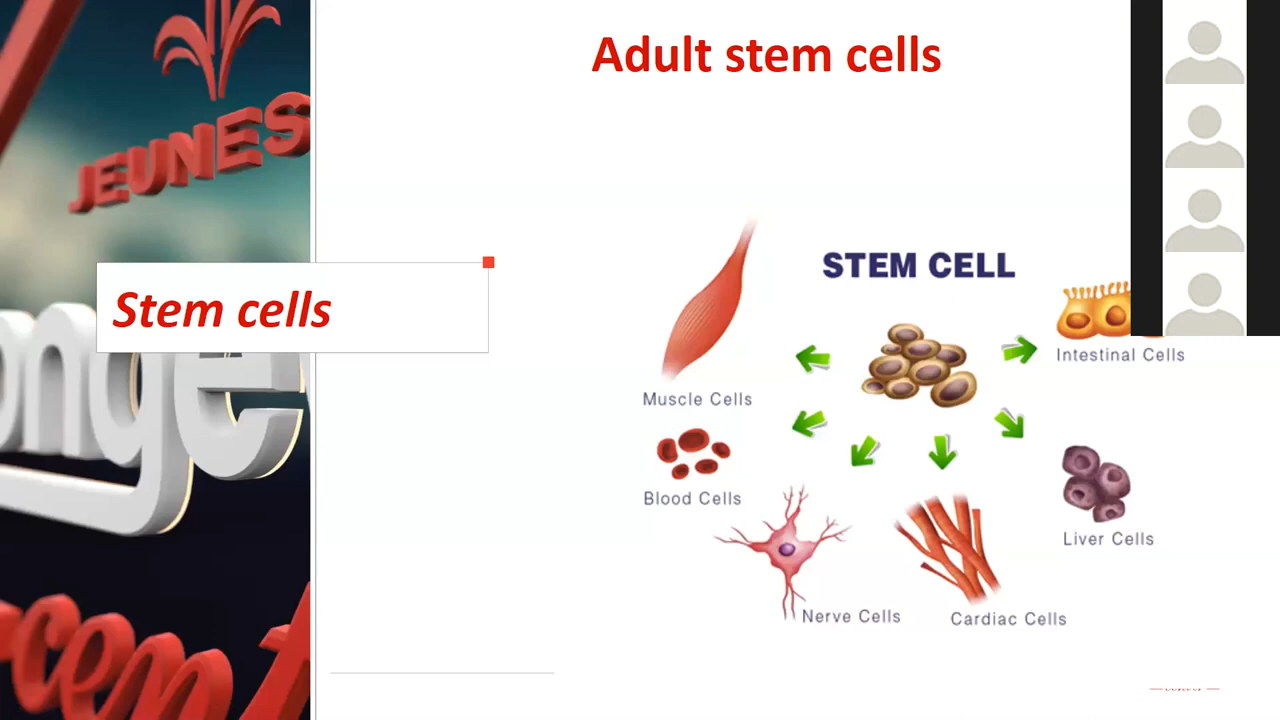 Adult stem cells
JEUNES
Stem cells
STEM CELL
Intestinal Cells
Muscle Cells
Blood Cells
Liver Cells
Nerve Cells
Cardiac Cells
onge